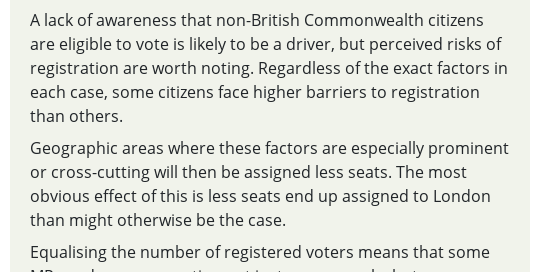 A lack of awareness that non-British Commonwealth citizens
are eligible to vote is likely to be a driver, but perceived risks of
registration are worth noting. Regardless of the exact factors in
each case, some citizens face higher barriers to registration
than others.
Geographic areas where these factors are especially prominent
or cross-cutting will then be assigned less seats. The most
obvious effect of this is less seats end up assigned to London
than might otherwise be the case.
Equalising the number of registered voters means that some